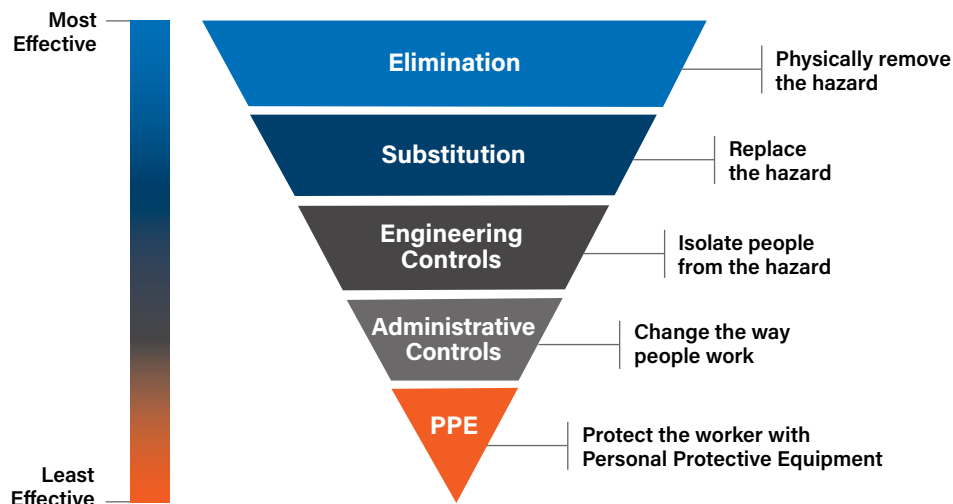 Most
Effective
Elimination
Physically remove
the hazard
Substitution
Replace
the hazard
Engineering
Controls
Isolate people
from the hazard
Administrative
Controls
Change the way
people work
PPE
Protect the worker with
Personal Protective Equipment
Least
Effective